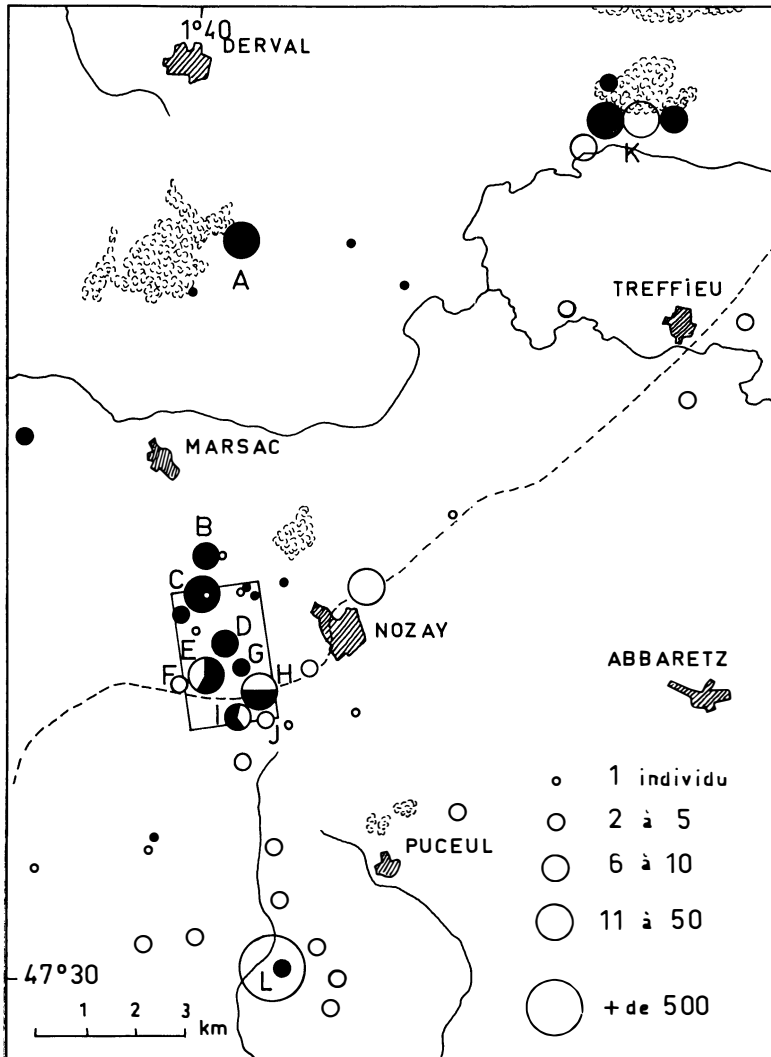 1°40
DERVAL
K
A
TREFFiEU
MARSAC
B
C
D
NOZAY
E
G
F
H
ABBARETZ
I
J
1 individu
2 à 5
PUCEUL
6 à 10
11 à 50
47°30
L
+ de 500
1 2 3
km